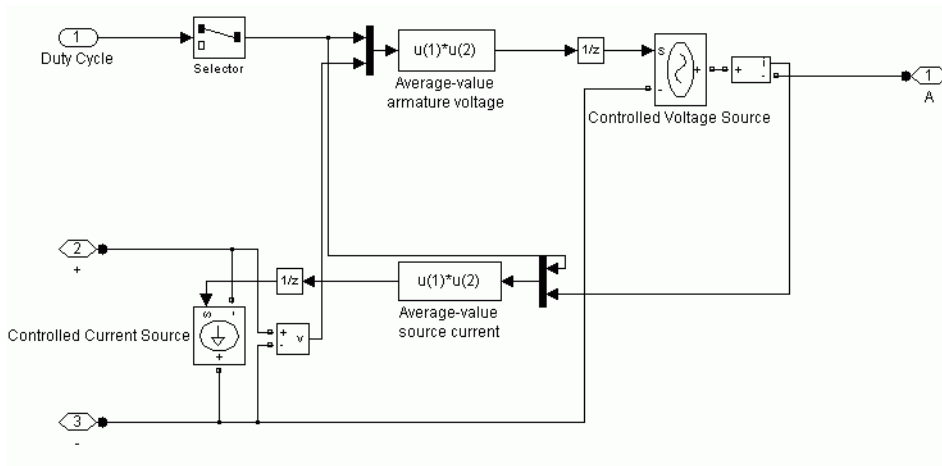 1
Duty Cycle
Selector
u(1)*u(2)
Average-value
armature voltage
1/z
s
+
-
Controlled Voltage Source
+
i
-
1
A
2
+
1/z
u(1)*u(2)
Average-value
source current
s
-
+
Controlled Current Source
+
-
v
3
-